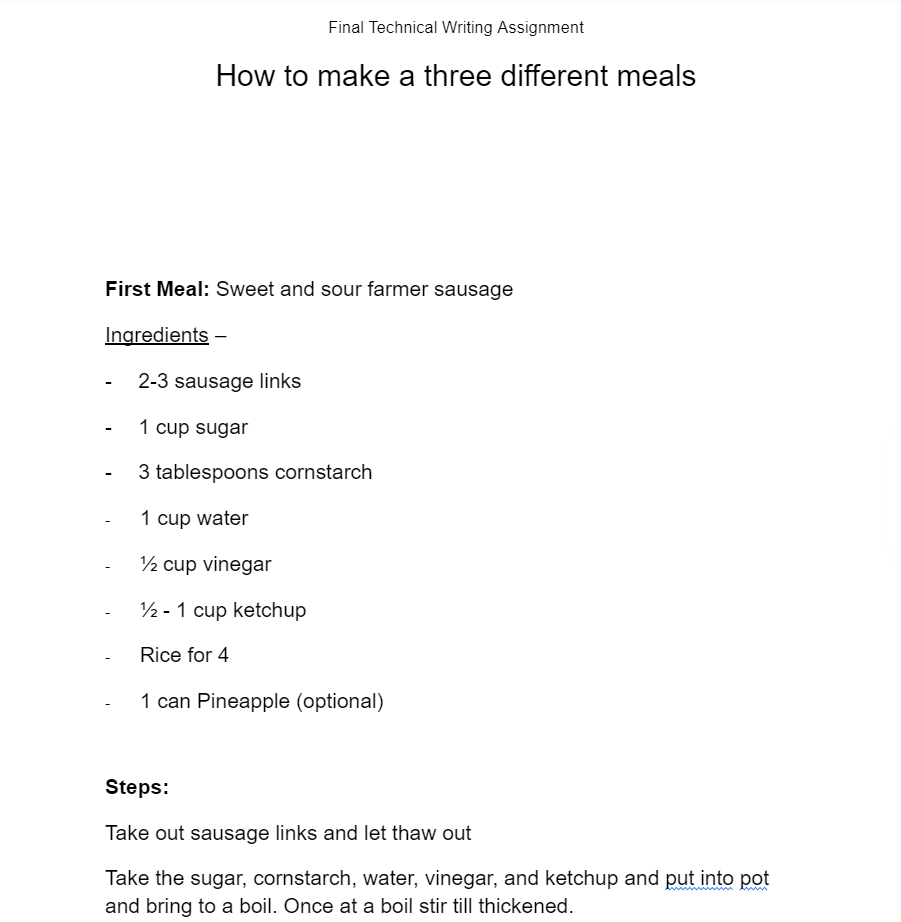 Final Technical Writing Assignment
How to make a three different meals
First Meal: Sweet and sour farmer sausage
Ingredients –
- 2-3 sausage links
- 1 cup sugar
- 3 tablespoons cornstarch
- 1 cup water
- ½ cup vinegar
- ½ - 1 cup ketchup
- Rice for 4
- 1 can Pineapple (optional)
Steps:
Take out sausage links and let thaw out
Take the sugar, cornstarch, water, vinegar, and ketchup and put into pot
and bring to a boil. Once at a boil stir till thickened.